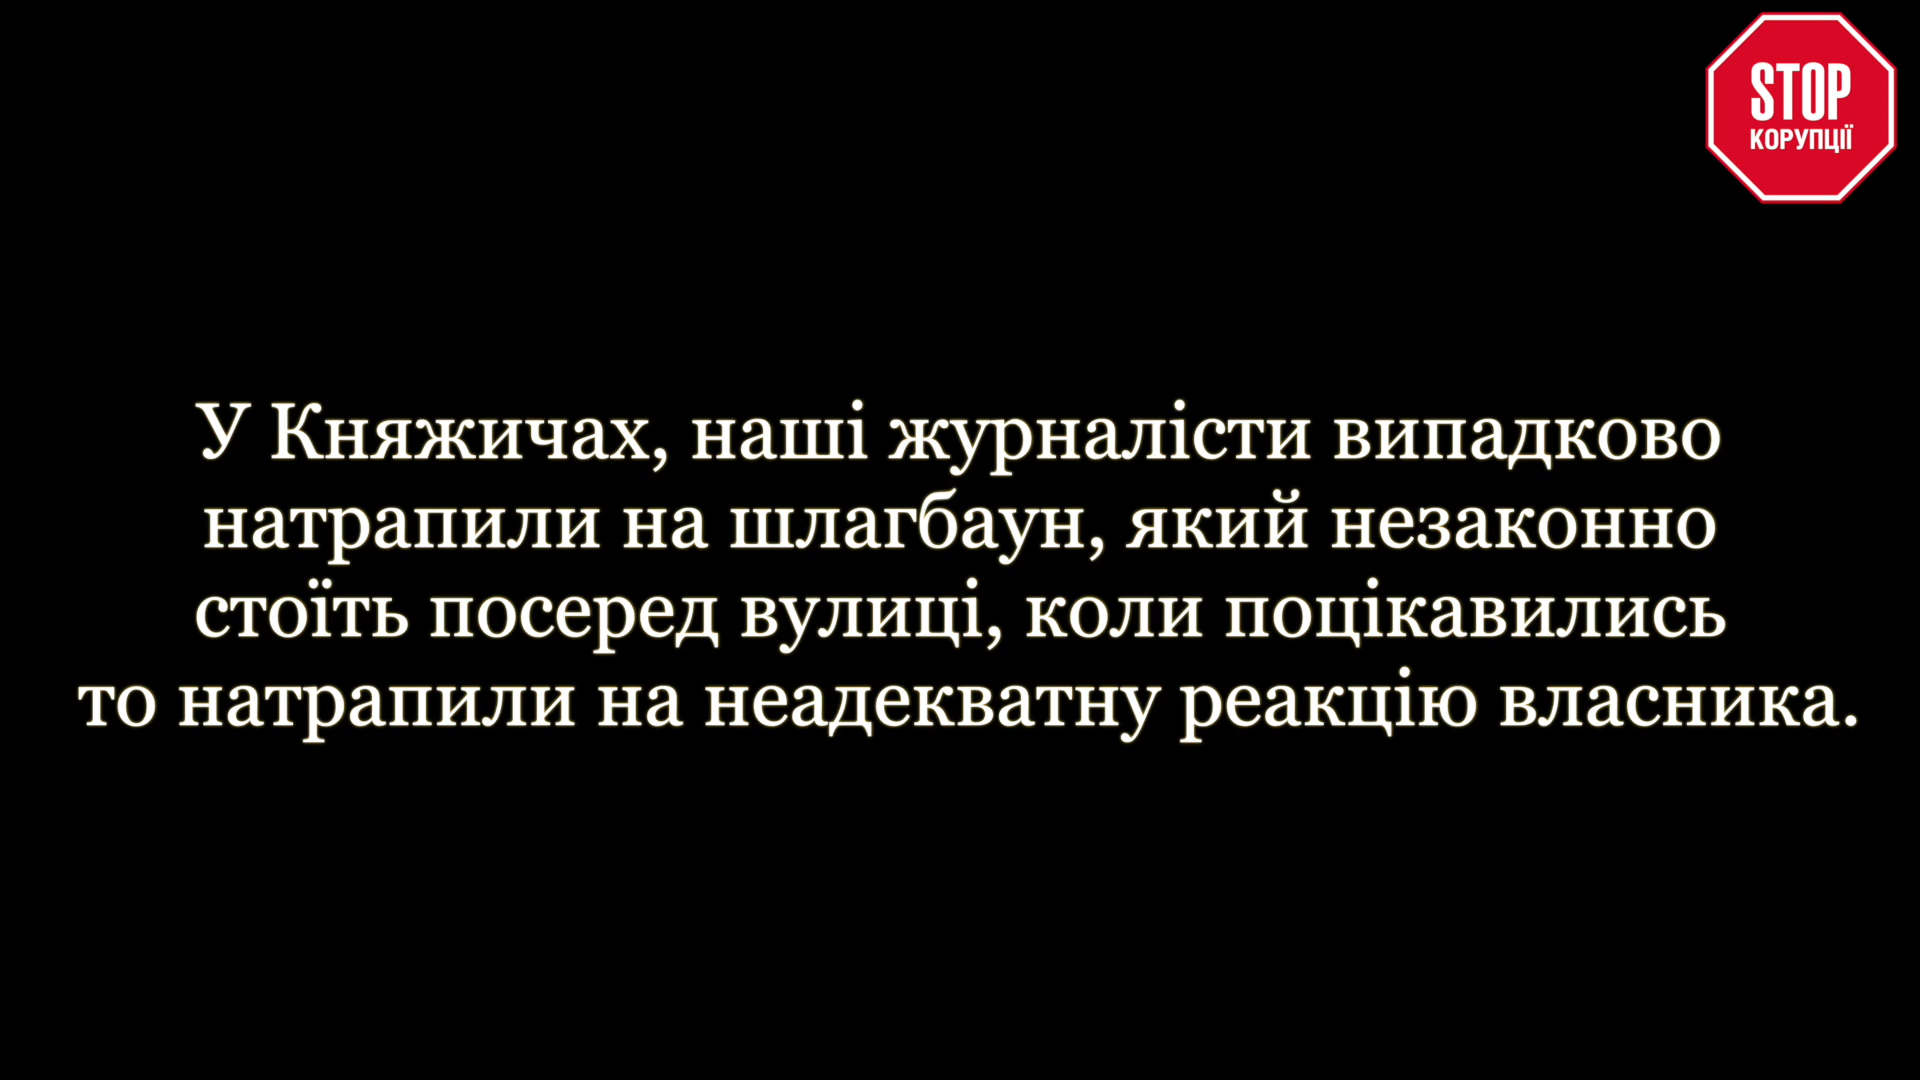 STOP
КОРУПЦІЇ
У Княжичах, наші журналісти випадково
натрапили на шлагбаун, який незаконно
стоїть посеред вулиці, коли поцікавились
то натрапили на неадекватну реакцію власника.